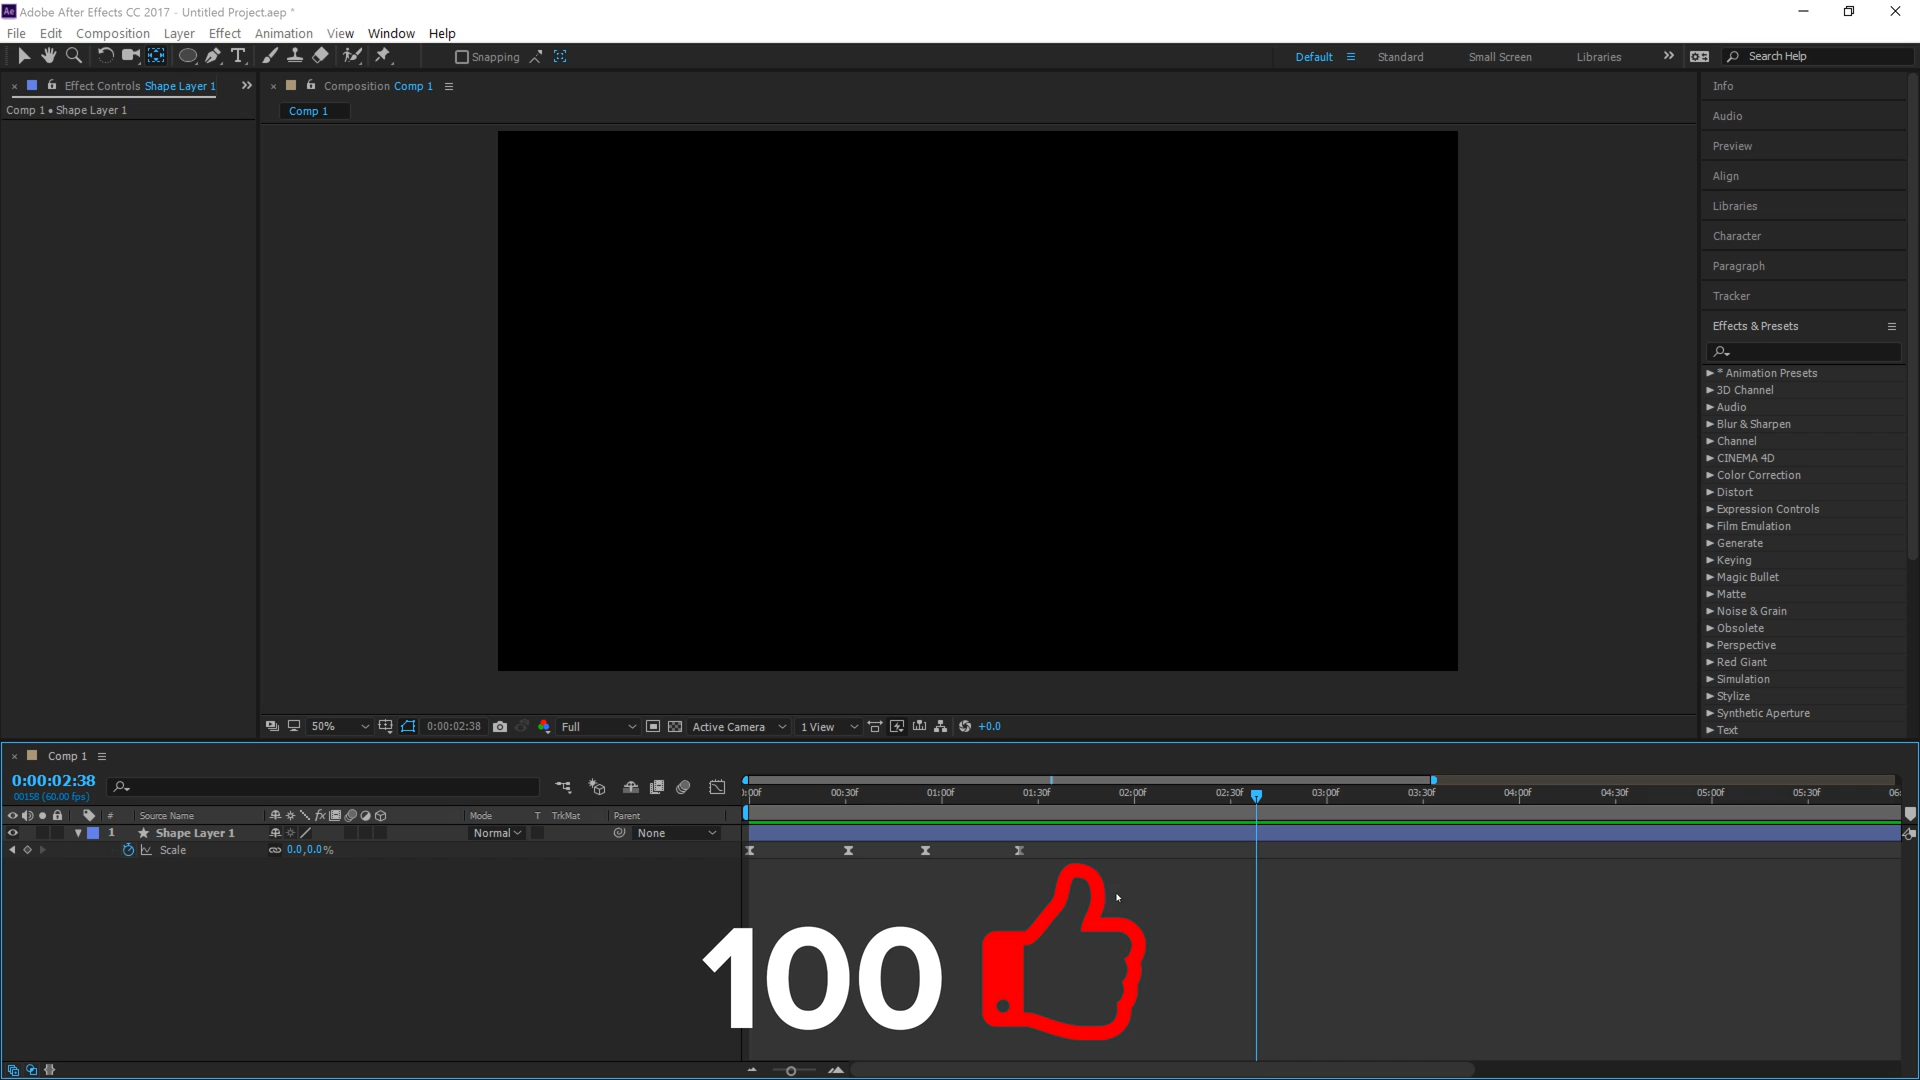 Ae Adobe After Effects CC 2017 - Untitled Project.aep *
File Edit Composition Layer Effect Animation View Window Help
Snapping Default Standard Small Screen Libraries Search Help
Effect Controls Shape Layer 1
Composition Comp 1
Comp 1 • Shape Layer 1
Comp 1
Info
Audio
Preview
Align
Libraries
Character
Paragraph
Tracker
Effects & Presets
* Animation Presets
3D Channel
Audio
Blur & Sharpen
Channel
CINEMA 4D
Color Correction
Distort
Expression Controls
Film Emulation
Generate
Keying
Magic Bullet
Matte
Noise & Grain
Obsolete
Perspective
Red Giant
Simulation
Stylize
Synthetic Aperture
Text
50% 0:00:02:38 Full Active Camera 1 View +0.0
Comp 1
0:00:02:38
00158 (60.00 fps)
):00f 00:30f 01:00f 01:30f 02:00f 02:30f 03:00f 03:30f 04:00f 04:30f 05:00f 05:30f 06:
# Source Name fx Mode T TrkMat Parent
1 Shape Layer 1 Normal None
Scale 0.0,0.0%
100